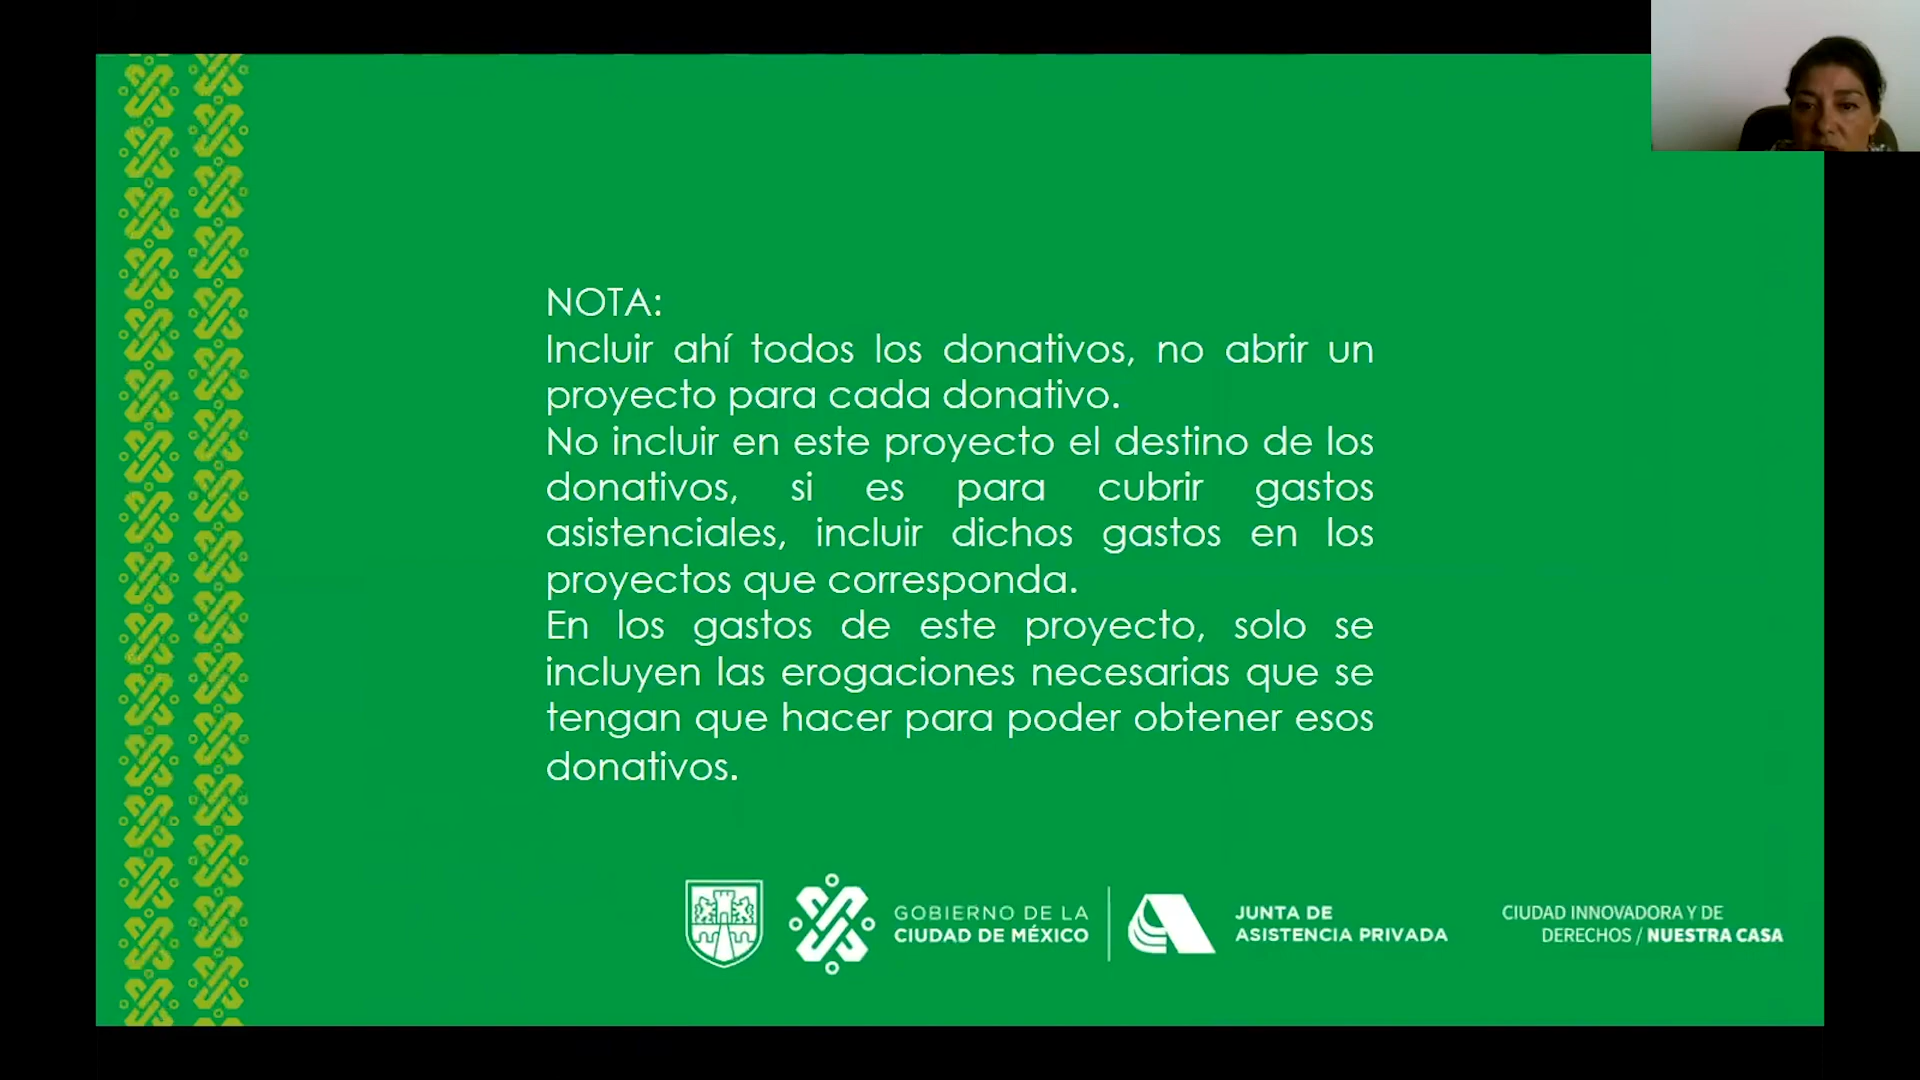 NOTA:
Incluir ahí todos los donativos, no abrir un
proyecto para cada donativo.
No incluir en este proyecto el destino de los
donativos, si es para cubrir gastos
asistenciales, incluir dichos gastos en los
proyectos que corresponda.
En los gastos de este proyecto, solo se
incluyen las erogaciones necesarias que se
tengan que hacer para poder obtener esos
donativos.
GOBIERNO DE LA
CIUDAD DE MÉXICO
JUNTA DE
ASISTENCIA PRIVADA
CIUDAD INNOVADORA Y DE
DERECHOS / NUESTRA CASA